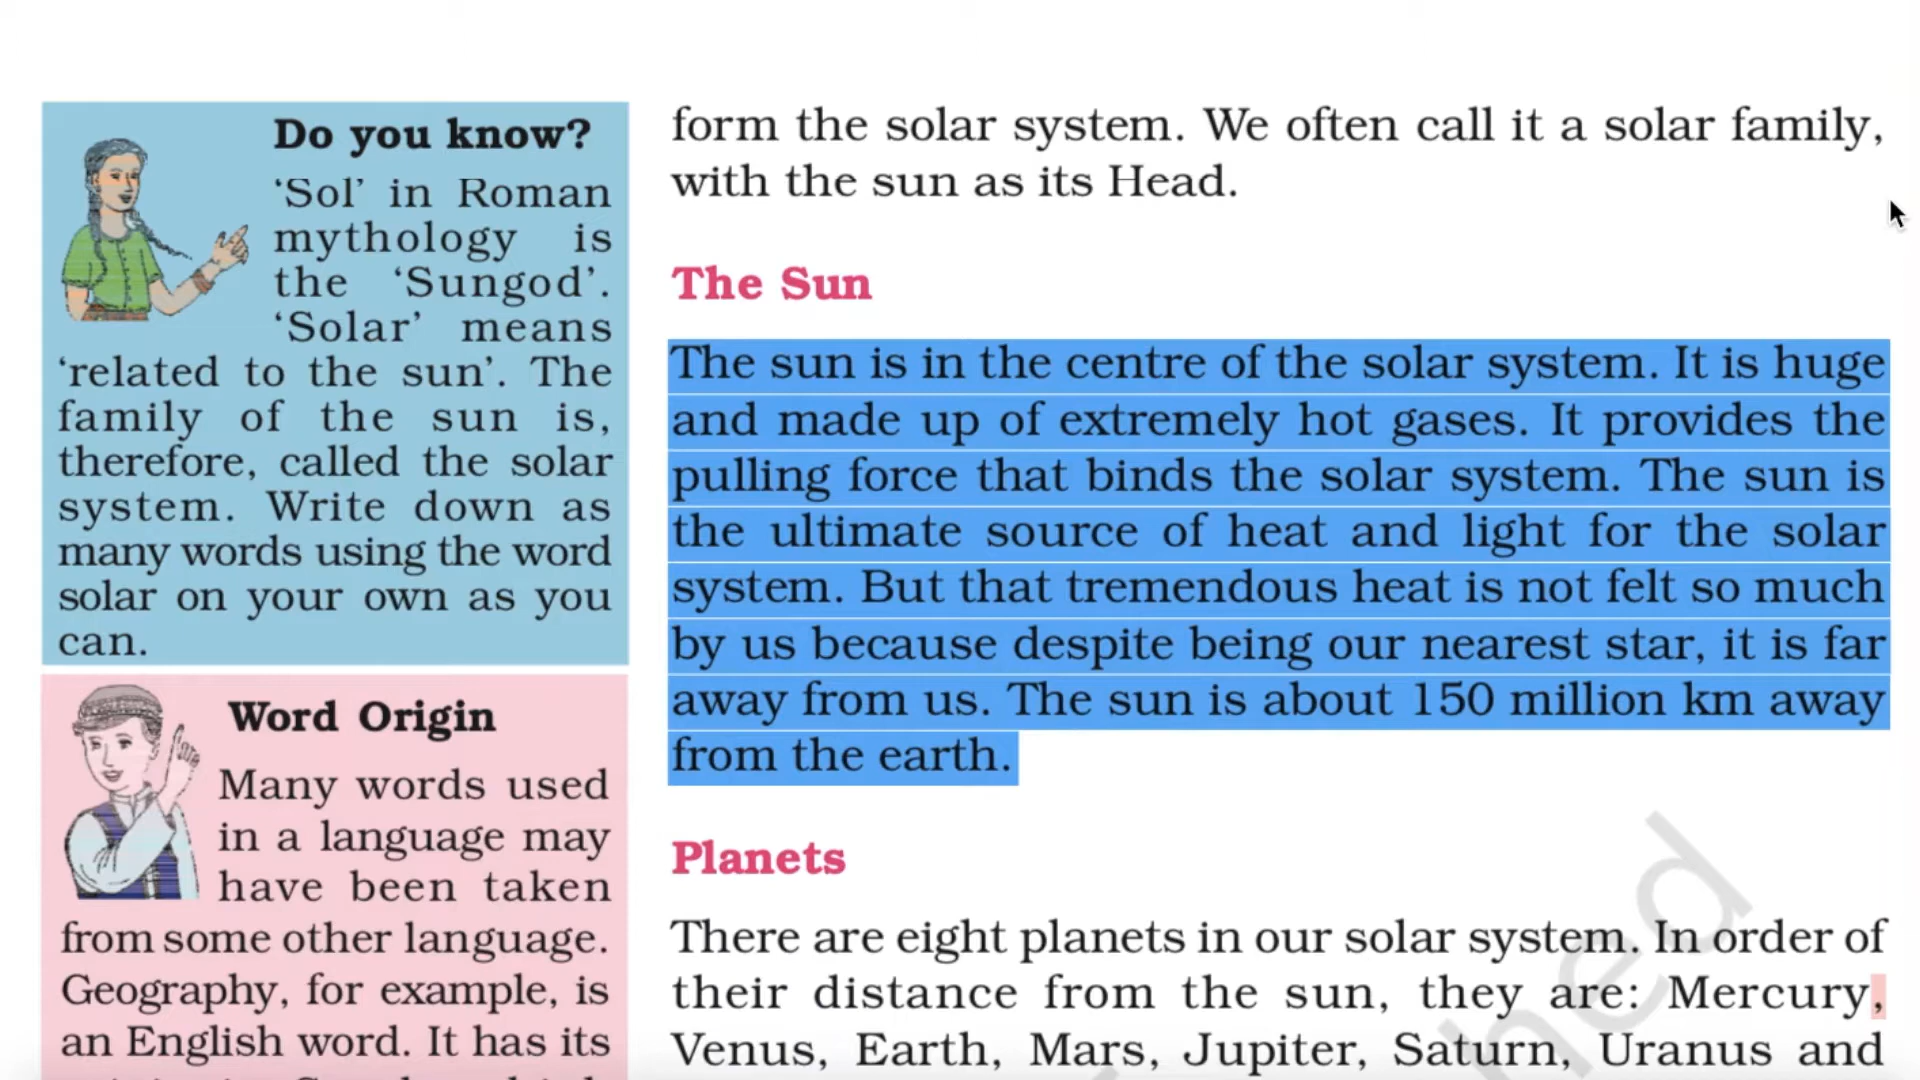 Do you know?
‘Sol’ in Roman
mythology is
the ‘Sungod’.
‘Solar’ means
‘related to the sun’. The
family of the sun is,
therefore, called the solar
system. Write down as
many words using the word
solar on your own as you
can.
Word Origin
Many words used
in a language may
have been taken
from some other language.
Geography, for example, is
an English word. It has its
form the solar system. We often call it a solar family,
with the sun as its Head.
The Sun
The sun is in the centre of the solar system. It is huge
and made up of extremely hot gases. It provides the
pulling force that binds the solar system. The sun is
the ultimate source of heat and light for the solar
system. But that tremendous heat is not felt so much
by us because despite being our nearest star, it is far
away from us. The sun is about 150 million km away
from the earth.
Planets
There are eight planets in our solar system. In order of
their distance from the sun, they are: Mercury,
Venus, Earth, Mars, Jupiter, Saturn, Uranus and